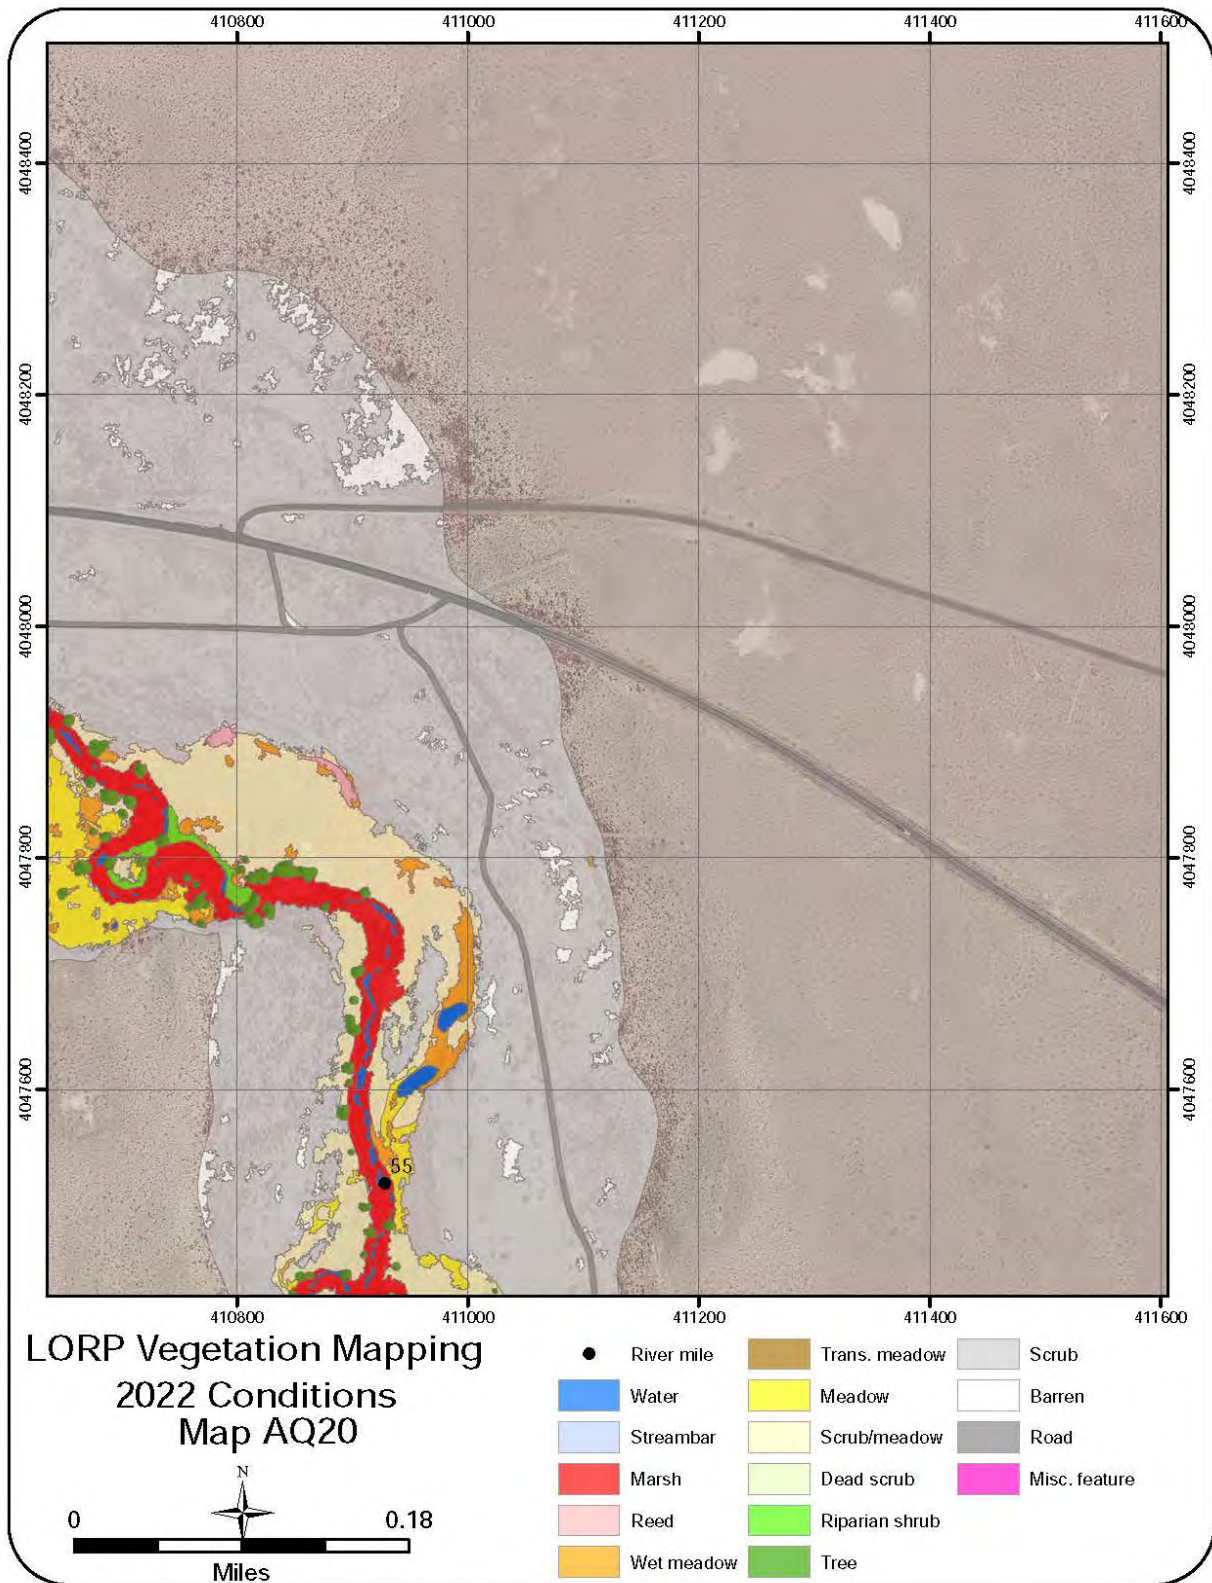 410800 411000 411200 411400 411600
4048400 4048400
4048200 4048200
4048000 4048000
4047800 4047800
4047600 4047600
55
410800 411000 411200 411400 411600
LORP Vegetation Mapping
2022 Conditions
Map AQ20
N
0 0.18
Miles
River mile
Water
Streambar
Marsh
Reed
Wet meadow
Trans. meadow
Meadow
Scrub/meadow
Dead scrub
Riparian shrub
Tree
Scrub
Barren
Road
Misc. feature